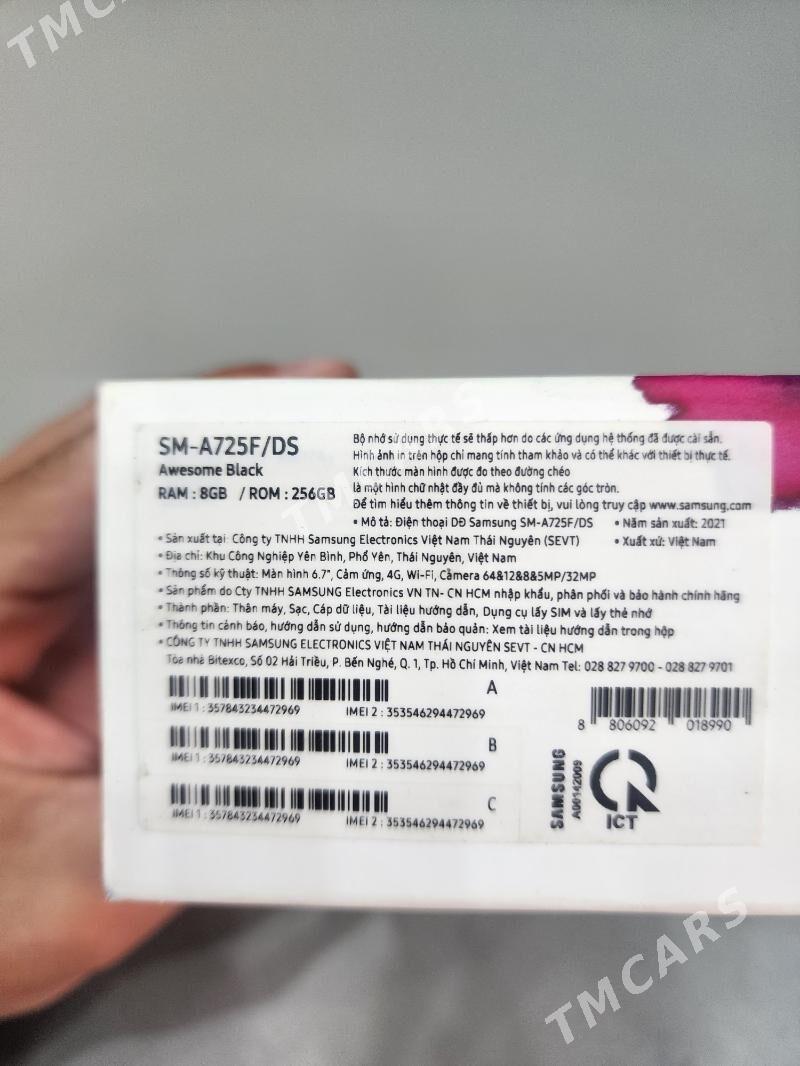 TMCARS
SM-A725F/DS
Awesome Black
RAM : 8GB / ROM : 256GB
Bộ nhớ sử dụng thực tế sẽ thấp hơn do các ứng dụng hệ thống đã được cài sẵn.
Hình ảnh in trên hộp chỉ mang tính tham khảo và có thể khác với thiết bị thực tế.
Kích thước màn hình được đo theo đường chéo
là một hình chữ nhật đầy đủ mà không tính các góc tròn.
Để tìm hiểu thêm thông tin về thiết bị, vui lòng truy cập www.samsung.com
• Mô tả: Điện thoại DĐ Samsung SM-A725F/DS • Năm sản xuất: 2021
• Sản xuất tại: Công ty TNHH Samsung Electronics Việt Nam Thái Nguyên (SEVT) • Xuất xứ: Việt Nam
• Địa chỉ: Khu Công Nghiệp Yên Bình, Phổ Yên, Thái Nguyên, Việt Nam
• Thông số kỹ thuật: Màn hình 6.7", Cảm ứng, 4G, Wi-Fi, Camera 64&12&8&5MP/32MP
• Sản phẩm do Cty TNHH SAMSUNG Electronics VN TN- CN HCM nhập khẩu, phân phối và bảo hành chính hãng
• Thành phần: Thân máy, Sạc, Cáp dữ liệu, Tài liệu hướng dẫn, Dụng cụ lấy SIM và lấy thẻ nhớ
• Thông tin cảnh báo, hướng dẫn sử dụng, hướng dẫn bảo quản: Xem tài liệu hướng dẫn trong hộp
• CÔNG TY TNHH SAMSUNG ELECTRONICS VIỆT NAM THÁI NGUYÊN SEVT - CN HCM
Tòa nhà Bitexco, Số 02 Hải Triều, P. Bến Nghé, Q. 1, Tp. Hồ Chí Minh, Việt Nam Tel: 028 827 9700 - 028 827 9701
A
IMEI 1 : 357843234472969 IMEI 2 : 353546294472969
8 806092 018990
B
IMEI 1 : 357843234472969 IMEI 2 : 353546294472969
C
IMEI 1 : 357843234472969 IMEI 2 : 353546294472969
SAMSUNG
A00142009
ICT
TMCARS
TMCARS